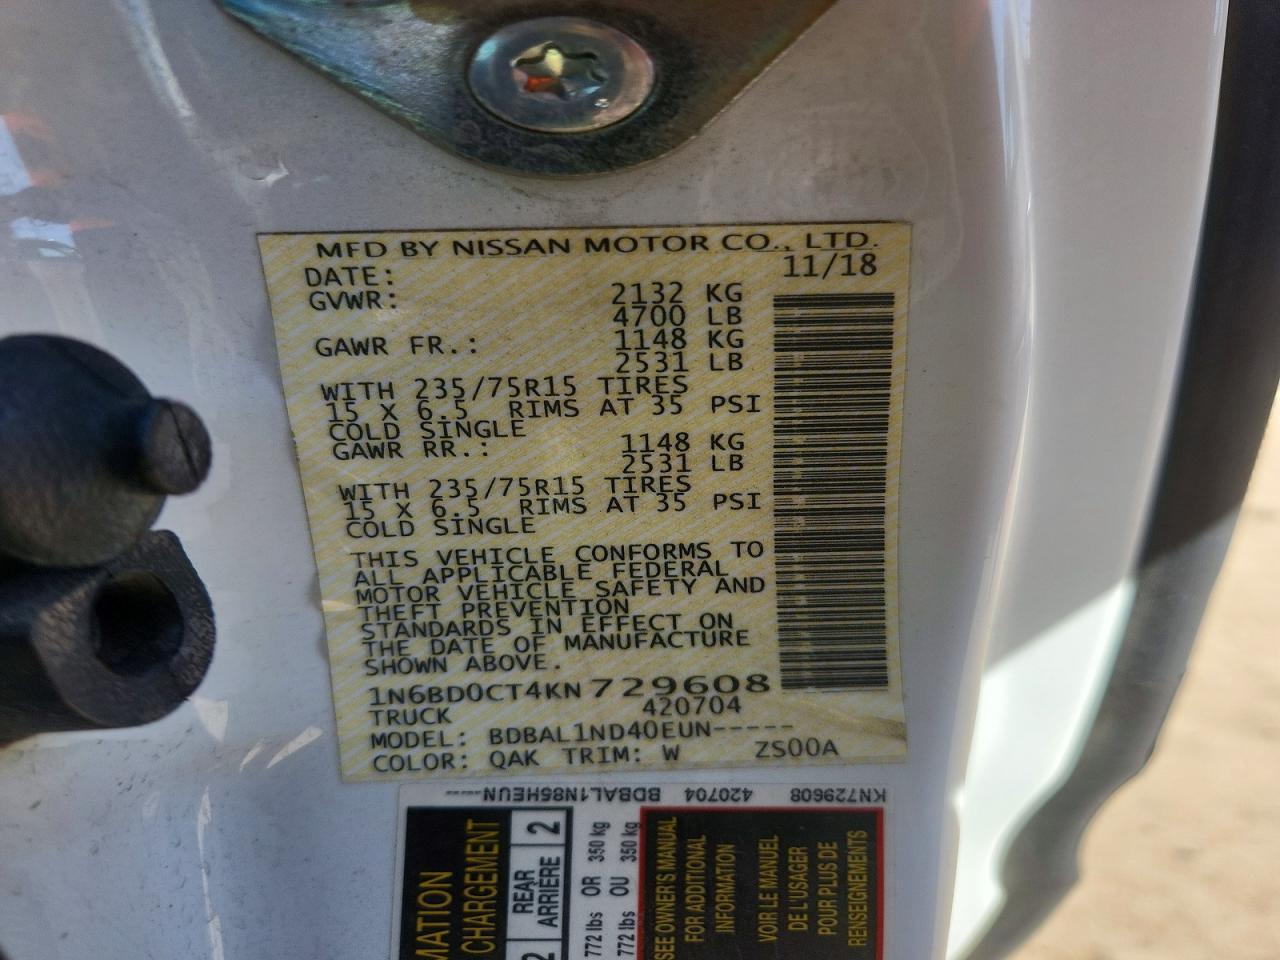 MFD BY NISSAN MOTOR CO., LTD.
DATE: 11/18
GVWR: 2132 KG
4700 LB
GAWR FR.: 1148 KG
2531 LB
WITH 235/75R15 TIRES
15 X 6.5 RIMS AT 35 PSI
COLD SINGLE
GAWR RR.: 1148 KG
2531 LB
WITH 235/75R15 TIRES
15 X 6.5 RIMS AT 35 PSI
COLD SINGLE
THIS VEHICLE CONFORMS TO
ALL APPLICABLE FEDERAL
MOTOR VEHICLE SAFETY AND
THEFT PREVENTION
STANDARDS IN EFFECT ON
THE DATE OF MANUFACTURE
SHOWN ABOVE.
1N6BD0CT4KN729608
TRUCK 420704
MODEL: BDBAL1ND40EUN-----
COLOR: QAK TRIM: W ZS00A
KN729608 420704 BDBAL1N85HEUN-----
MATION
CHARGEMENT
REAR
ARRIÈRE 2
2
772 lbs OR 350 kg
772 lbs OU 350 kg
SEE OWNER'S MANUAL
FOR ADDITIONAL
INFORMATION
VOIR LE MANUEL
DE L'USAGER
POUR PLUS DE
RENSEIGNEMENTS